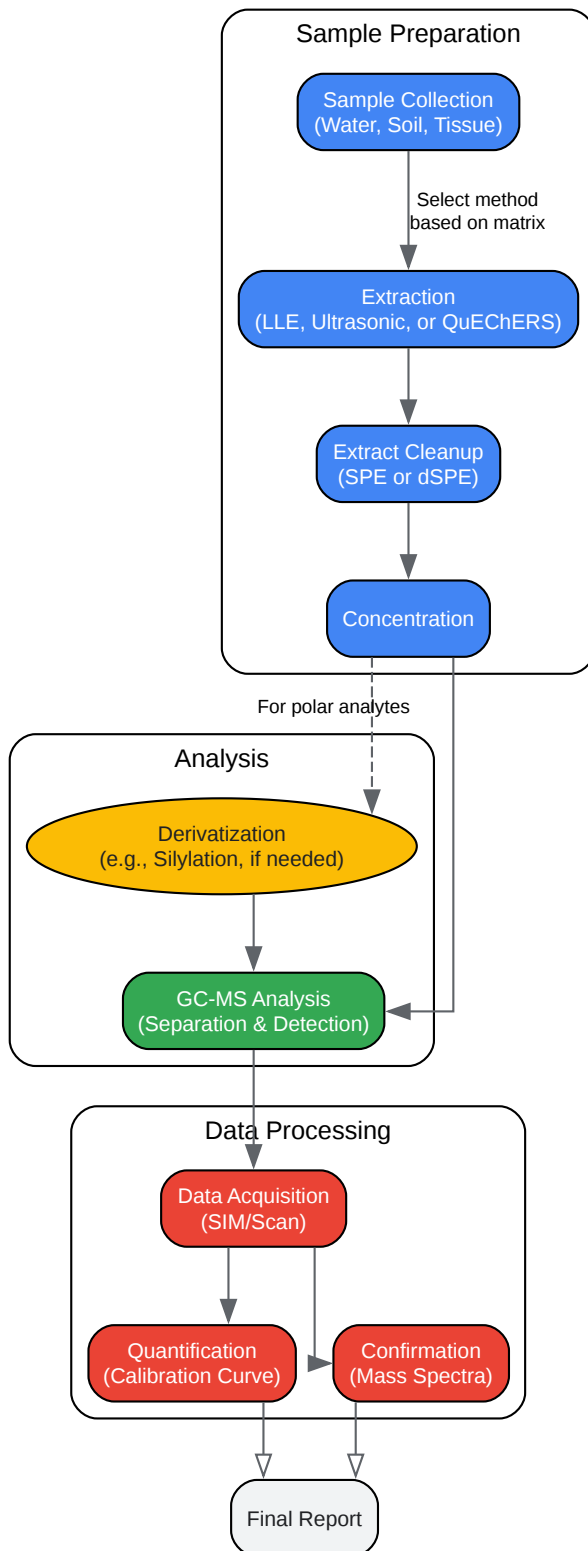 Sample Preparation
Sample Collection
(Water, Soil, Tissue)
Select method
based on matrix
Extraction
(LLE, Ultrasonic, or QuEChERS)
Extract Cleanup
(SPE or dSPE)
Concentration
For polar analytes
Analysis
Derivatization
(e.g., Silylation, if needed)
GC-MS Analysis
(Separation & Detection)
Data Processing
Data Acquisition
(SIM/Scan)
Quantification
(Calibration Curve)
Confirmation
(Mass Spectra)
Final Report